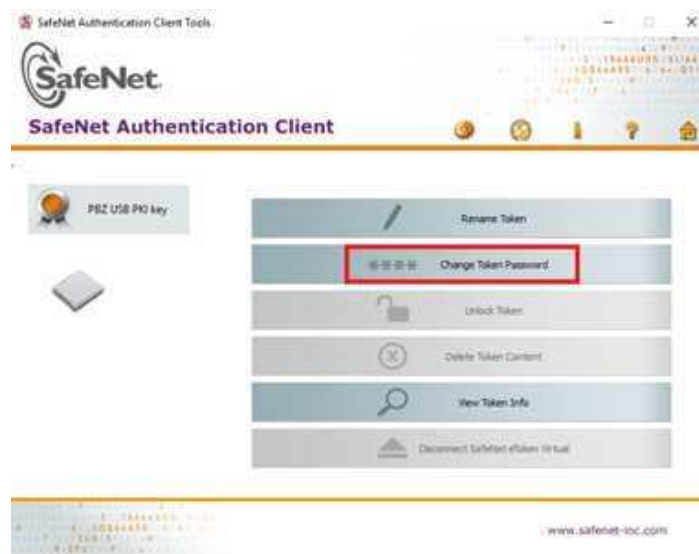 SafeNet Authentication Client Tools
SafeNet.
SafeNet Authentication Client
PBZ USB PKI key
Rename Token
Change Token Password
Unlock Token
Delete Token Content
View Token Info
Disconnect SafeNet eToken Virtual
www.safenet-inc.com